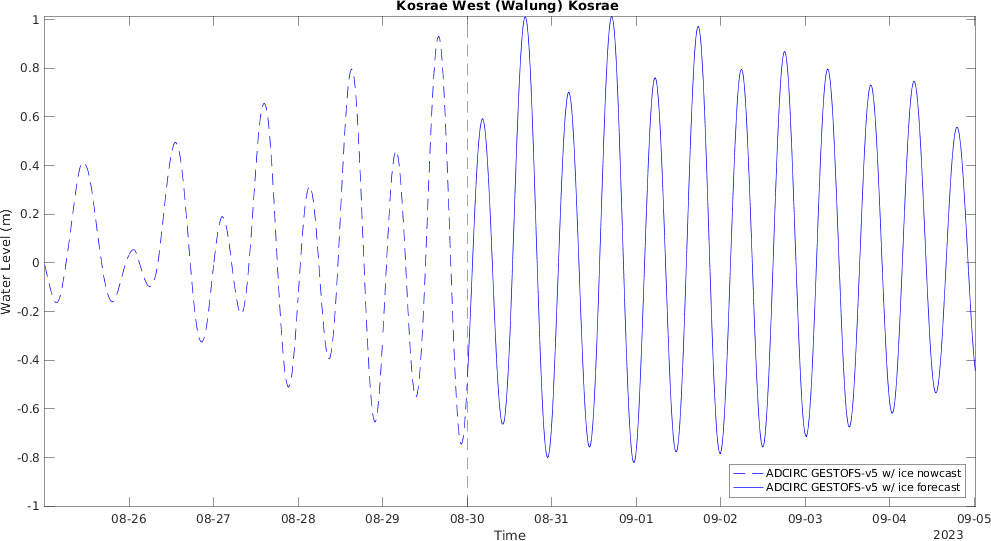 Kosrae West (Walung) Kosrae
1
0.8
0.6
0.4
0.2
0
-0.2
-0.4
-0.6
-0.8
-1
Water Level (m)
ADCIRC GESTOFS-v5 w/ ice nowcast
ADCIRC GESTOFS-v5 w/ ice forecast
08-26 08-27 08-28 08-29 08-30 08-31 09-01 09-02 09-03 09-04 09-05
Time
2023